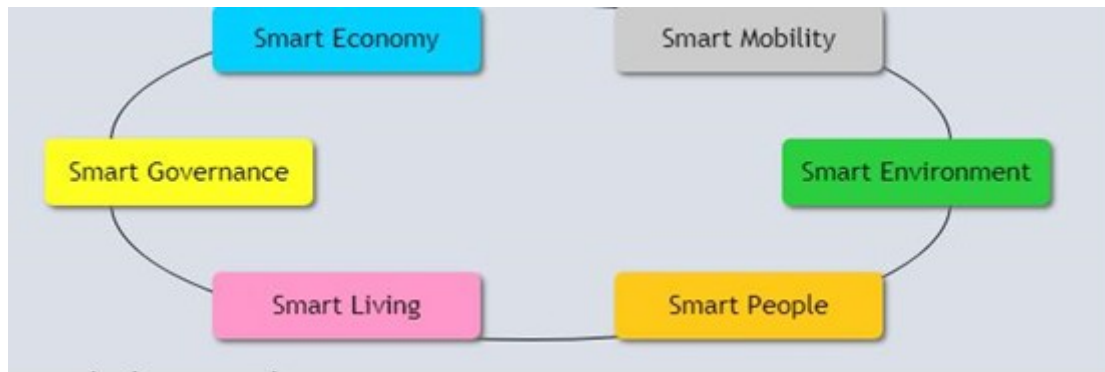 Smart Economy
Smart Mobility
Smart Governance
Smart Environment
Smart Living
Smart People